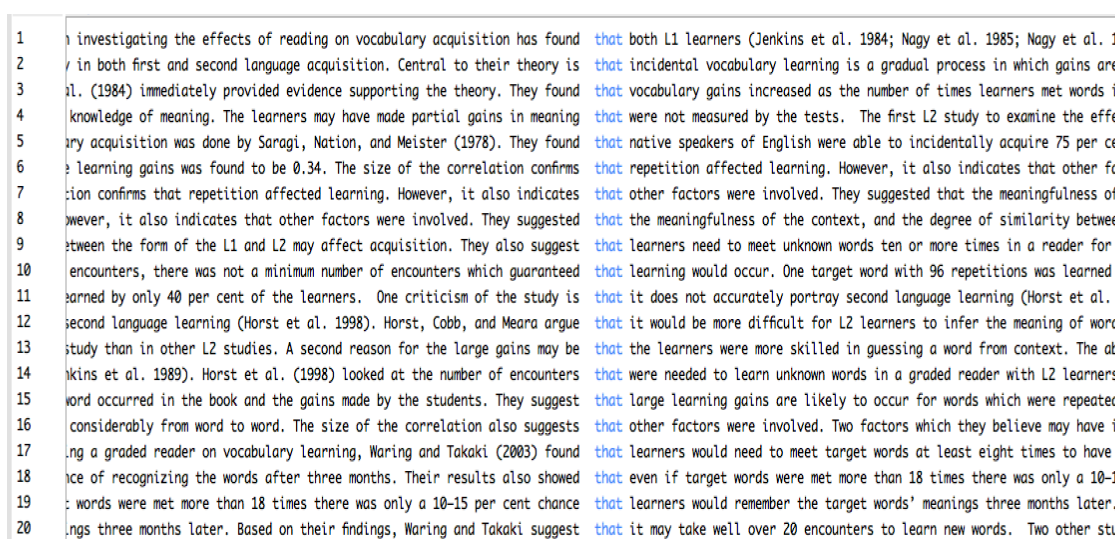 1 investigating the effects of reading on vocabulary acquisition has found that both L1 learners (Jenkins et al. 1984; Nagy et al. 1985; Nagy et al. 1
2 in both first and second language acquisition. Central to their theory is that incidental vocabulary learning is a gradual process in which gains are
3 al. (1984) immediately provided evidence supporting the theory. They found that vocabulary gains increased as the number of times learners met words
4 knowledge of meaning. The learners may have made partial gains in meaning that were not measured by the tests. The first L2 study to examine the effe
5 ary acquisition was done by Saragi, Nation, and Meister (1978). They found that native speakers of English were able to incidentally acquire 75 per ce
6 learning gains was found to be 0.34. The size of the correlation confirms that repetition affected learning. However, it also indicates that other fa
7 tion confirms that repetition affected learning. However, it also indicates that other factors were involved. They suggested that the meaningfulness of
8 owever, it also indicates that other factors were involved. They suggested that the meaningfulness of the context, and the degree of similarity betwee
9 etween the form of the L1 and L2 may affect acquisition. They also suggest that learners need to meet unknown words ten or more times in a reader for
10 encounters, there was not a minimum number of encounters which guaranteed that learning would occur. One target word with 96 repetitions was learned
11 earned by only 40 per cent of the learners. One criticism of the study is that it does not accurately portray second language learning (Horst et al.
12 second language learning (Horst et al. 1998). Horst, Cobb, and Meara argue that it would be more difficult for L2 learners to infer the meaning of word
13 study than in other L2 studies. A second reason for the large gains may be that the learners were more skilled in guessing a word from context. The ab
14 nkins et al. 1989). Horst et al. (1998) looked at the number of encounters that were needed to learn unknown words in a graded reader with L2 learners
15 word occurred in the book and the gains made by the students. They suggest that large learning gains are likely to occur for words which were repeated
16 considerably from word to word. The size of the correlation also suggests that other factors were involved. Two factors which they believe may have
17 ng a graded reader on vocabulary learning, Waring and Takaki (2003) found that learners would need to meet target words at least eight times to have
18 nce of recognizing the words after three months. Their results also showed that even if target words were met more than 18 times there was only a 10–1
19 words were met more than 18 times there was only a 10–15 per cent chance that learners would remember the target words' meanings three months later.
20 ngs three months later. Based on their findings, Waring and Takaki suggest that it may take well over 20 encounters to learn new words. Two other stu